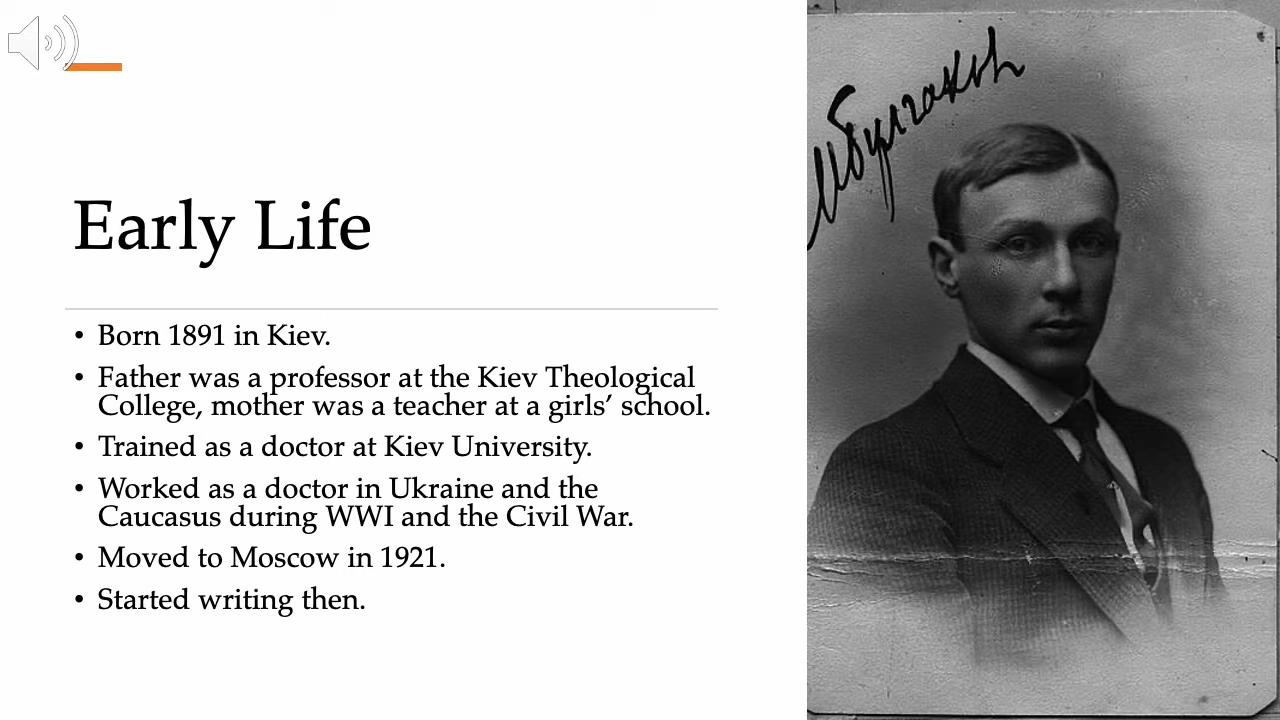 МБулгаковъ
Early Life
• Born 1891 in Kiev.
• Father was a professor at the Kiev Theological
College, mother was a teacher at a girls’ school.
• Trained as a doctor at Kiev University.
• Worked as a doctor in Ukraine and the
Caucasus during WWI and the Civil War.
• Moved to Moscow in 1921.
• Started writing then.